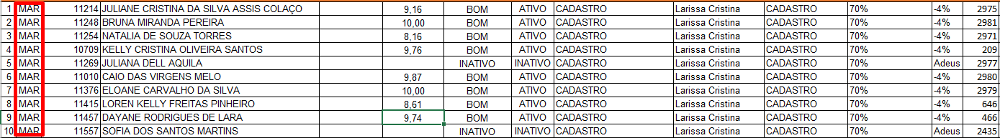 1 MAR 11214 JULIANE CRISTINA DA SILVA ASSIS COLAÇO 9,16 BOM ATIVO CADASTRO Larissa Cristina CADASTRO 70% -4% 2975
2 MAR 11248 BRUNA MIRANDA PEREIRA 10,00 BOM ATIVO CADASTRO Larissa Cristina CADASTRO 70% -4% 2981
3 MAR 11254 NATALIA DE SOUZA TORRES 8,16 BOM ATIVO CADASTRO Larissa Cristina CADASTRO 70% -4% 2971
4 MAR 10709 KELLY CRISTINA OLIVEIRA SANTOS 9,76 BOM ATIVO CADASTRO Larissa Cristina CADASTRO 70% -4% 209
5 MAR 11269 JULIANA DELL AQUILA INATIVO INATIVO CADASTRO Larissa Cristina CADASTRO 70% Adeus 2977
6 MAR 11010 CAIO DAS VIRGENS MELO 9,87 BOM ATIVO CADASTRO Larissa Cristina CADASTRO 70% -4% 2980
7 MAR 11376 ELOANE CARVALHO DA SILVA 10,00 BOM ATIVO CADASTRO Larissa Cristina CADASTRO 70% -4% 2979
8 MAR 11415 LOREN KELLY FREITAS PINHEIRO 8,61 BOM ATIVO CADASTRO Larissa Cristina CADASTRO 70% -4% 646
9 MAR 11457 DAYANE RODRIGUES DE LARA 9,74 BOM ATIVO CADASTRO Larissa Cristina CADASTRO 70% -4% 466
10 MAR 11557 SOFIA DOS SANTOS MARTINS INATIVO INATIVO CADASTRO Larissa Cristina CADASTRO 70% Adeus 2435